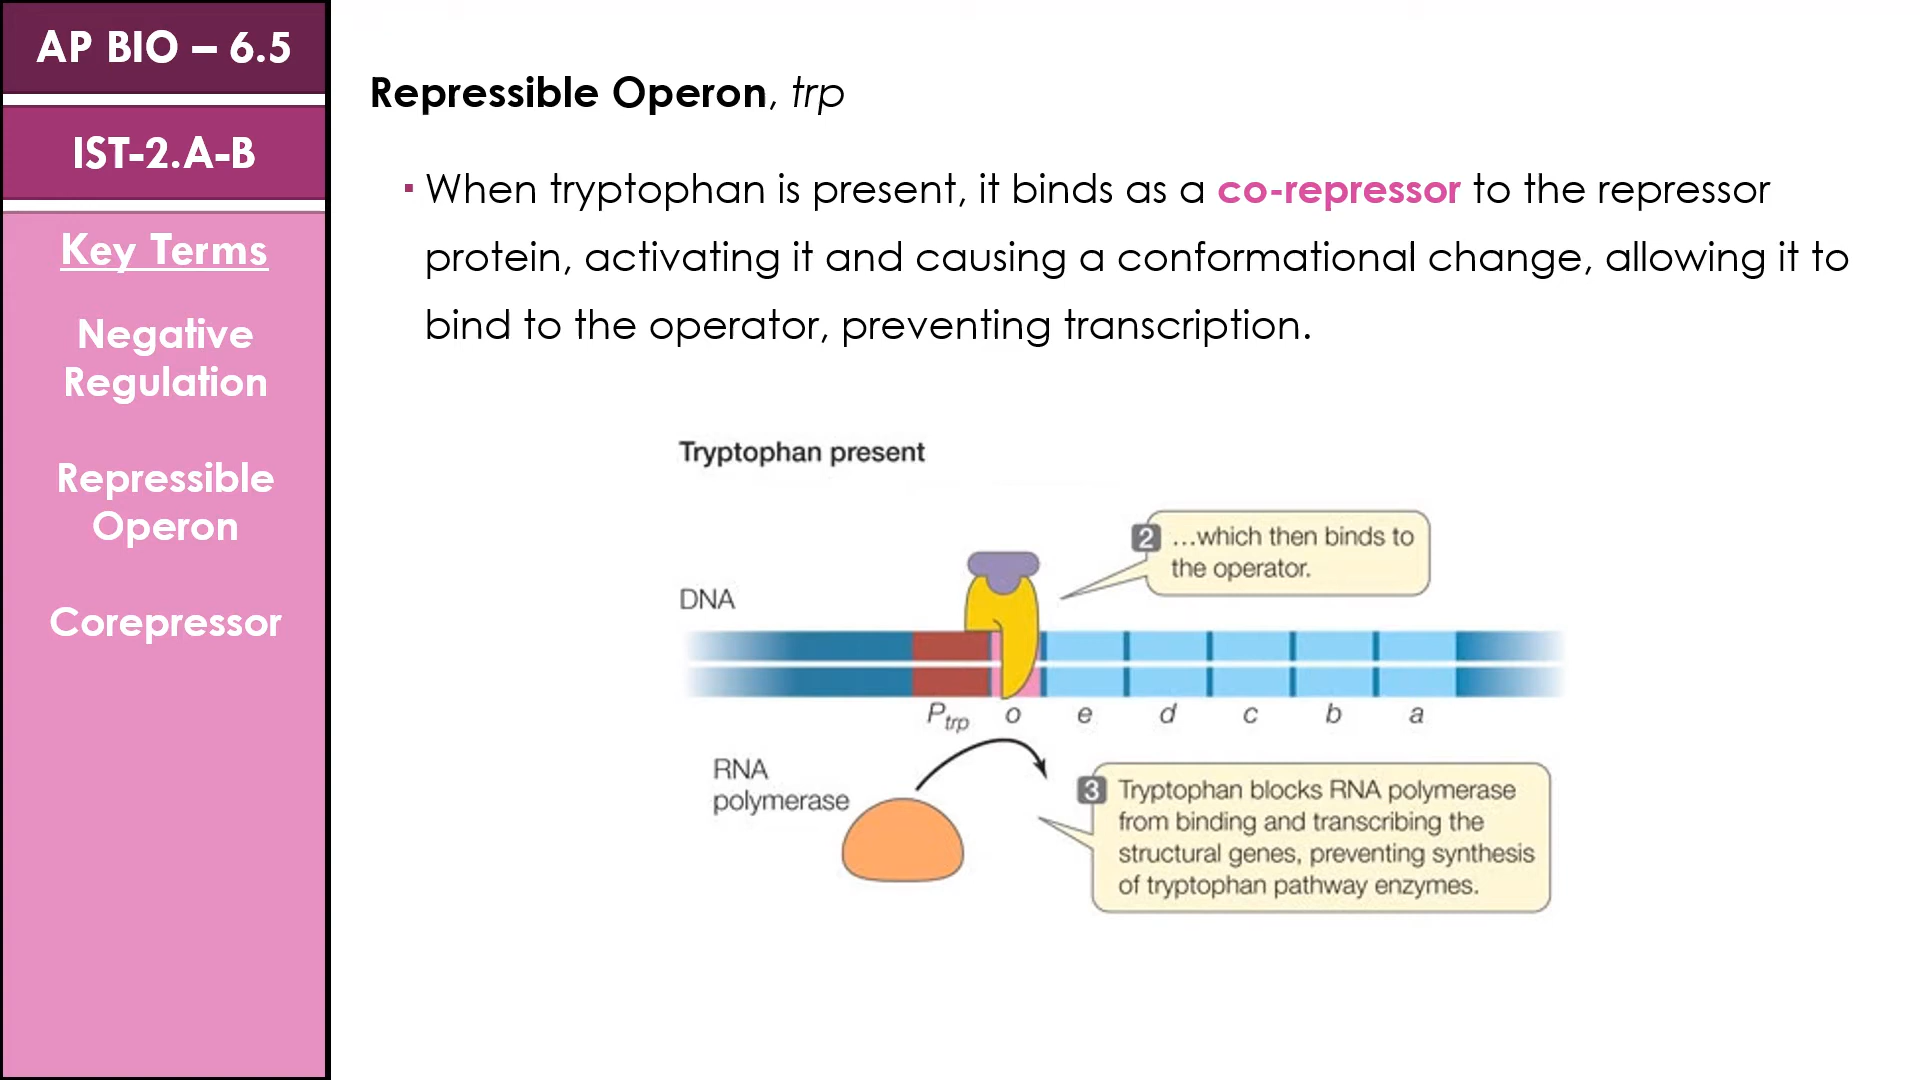 AP BIO – 6.5
IST-2.A-B
Key Terms
Negative
Regulation
Repressible
Operon
Corepressor
Repressible Operon, trp
▪ When tryptophan is present, it binds as a co-repressor to the repressor
protein, activating it and causing a conformational change, allowing it to
bind to the operator, preventing transcription.
Tryptophan present
2 ...which then binds to
the operator.
DNA
Ptrp o e d c b a
RNA
polymerase
3 Tryptophan blocks RNA polymerase
from binding and transcribing the
structural genes, preventing synthesis
of tryptophan pathway enzymes.